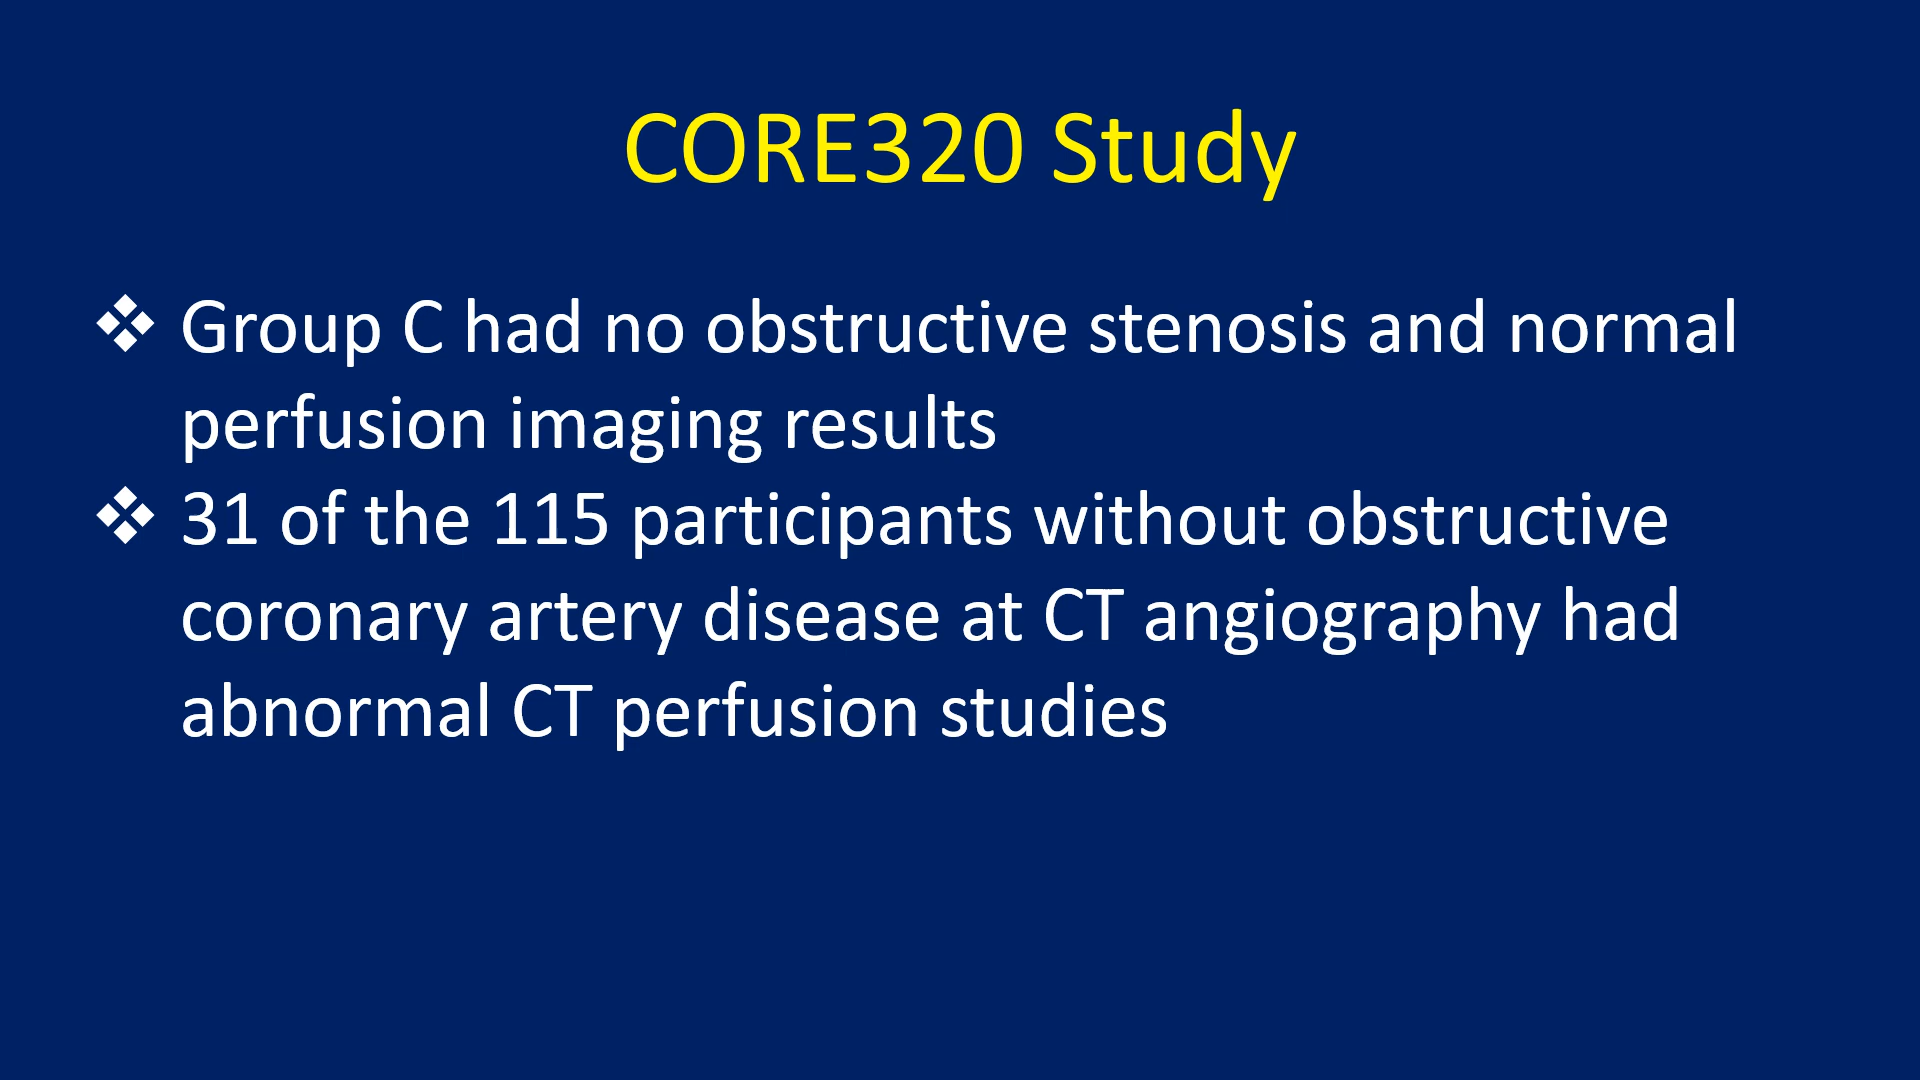 CORE320 Study
❖ Group C had no obstructive stenosis and normal
perfusion imaging results
❖ 31 of the 115 participants without obstructive
coronary artery disease at CT angiography had
abnormal CT perfusion studies